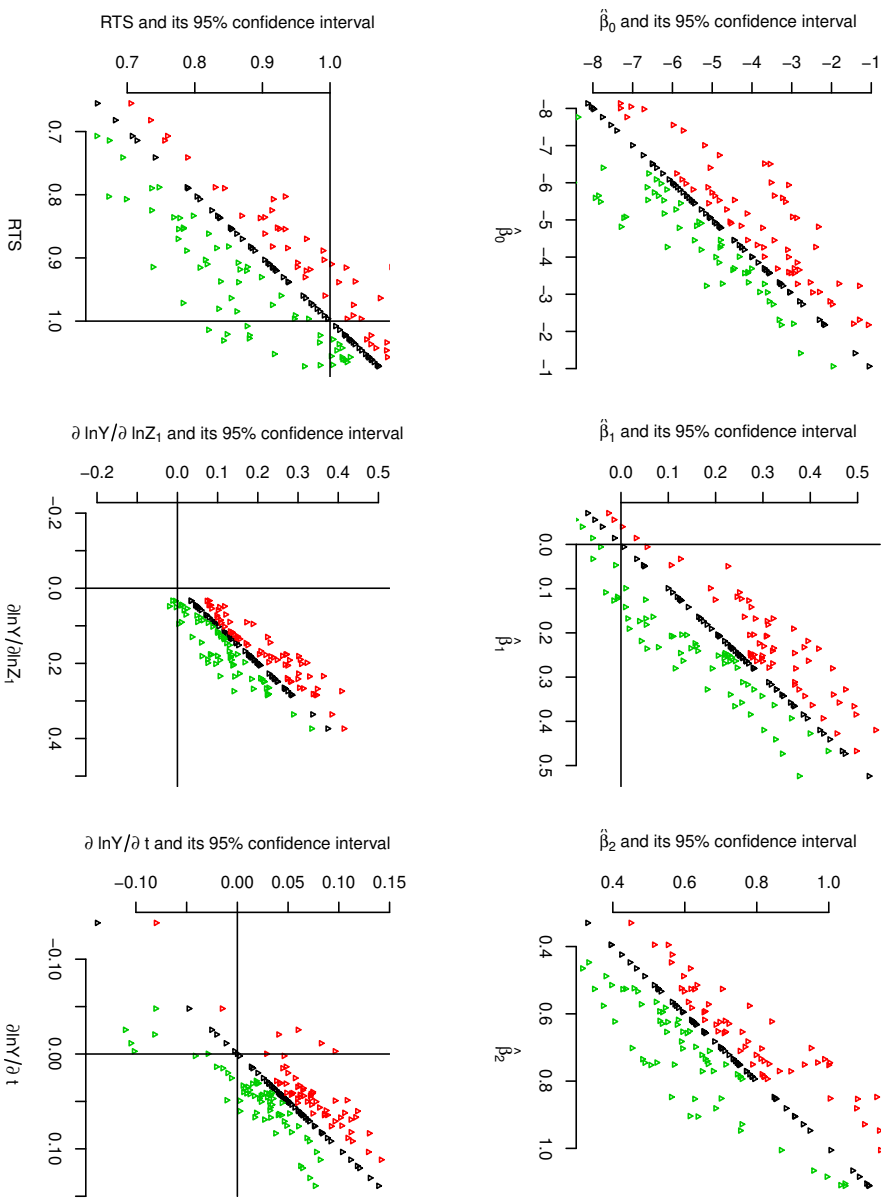 RTS and its 95% confidence interval
0.7 0.8 0.9 1.0
0.7 0.8 0.9 1.0
RTS
β̂₀ and its 95% confidence interval
−8 −7 −6 −5 −4 −3 −2 −1
−8 −7 −6 −5 −4 −3 −2 −1
β̂₀
∂ lnY/∂ lnZ₁ and its 95% confidence interval
−0.2 0.0 0.1 0.2 0.3 0.4 0.5
−0.2 0.0 0.2 0.4
∂lnY/∂lnZ₁
β̂₁ and its 95% confidence interval
0.0 0.1 0.2 0.3 0.4 0.5
0.0 0.1 0.2 0.3 0.4 0.5
β̂₁
∂ lnY/∂ t and its 95% confidence interval
−0.10 0.00 0.05 0.10 0.15
−0.10 0.00 0.10
∂lnY/∂ t
β̂₂ and its 95% confidence interval
0.4 0.6 0.8 1.0
0.4 0.6 0.8 1.0
β̂₂